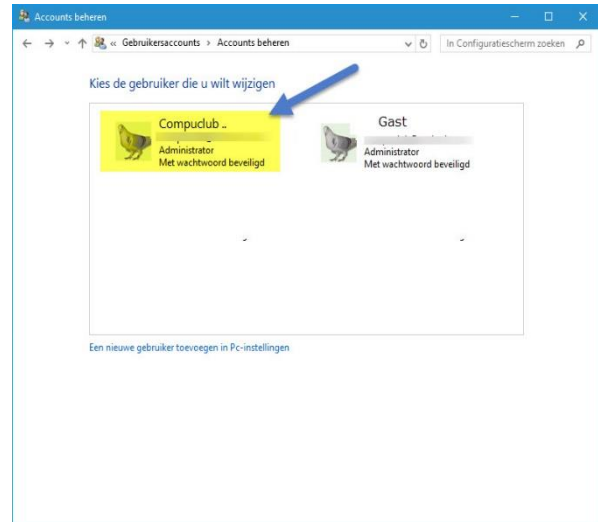 Accounts beheren
« Gebruikersaccounts › Accounts beheren
In Configuratiescherm zoeken
Kies de gebruiker die u wilt wijzigen
Compuclub ..
Administrator
Met wachtwoord beveiligd
Gast
Administrator
Met wachtwoord beveiligd
Een nieuwe gebruiker toevoegen in Pc-instellingen